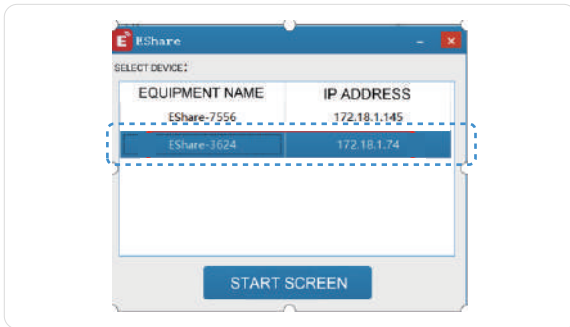 E EShare
SELECT DEVICE:
EQUIPMENT NAME IP ADDRESS
EShare-7556 172.18.1.145
EShare-3624 172.18.1.74
START SCREEN